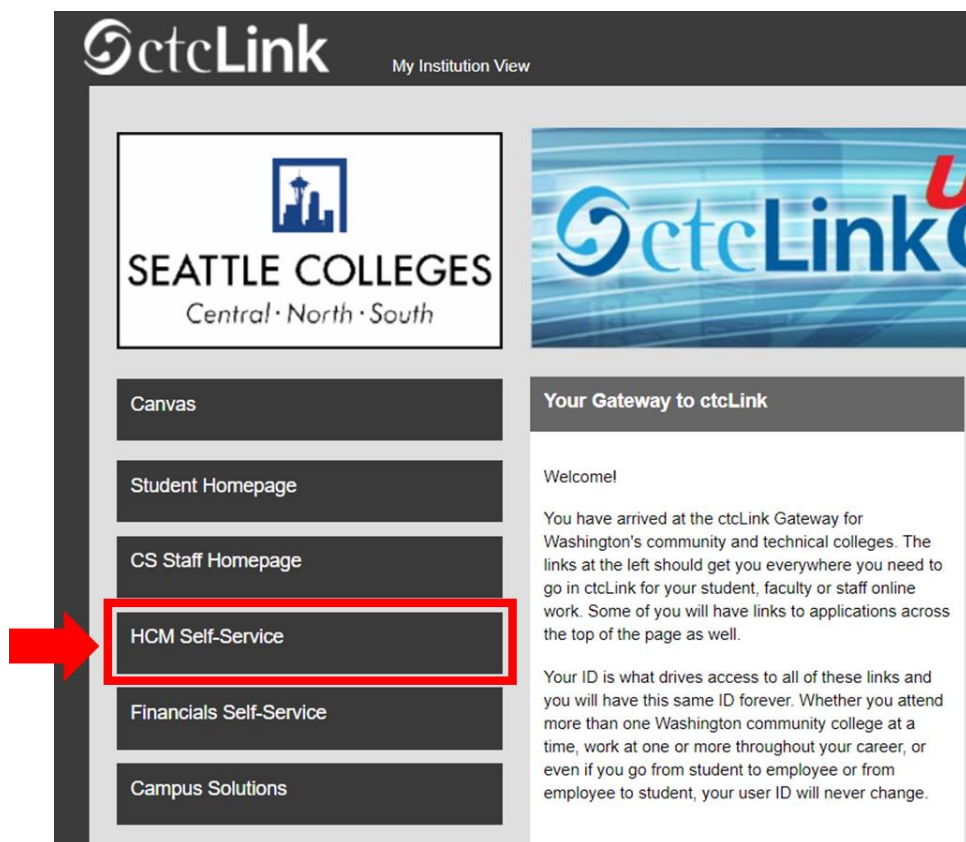 ctcLink
My Institution View
SEATTLE COLLEGES
Central · North · South
ctcLink
Canvas
Student Homepage
CS Staff Homepage
HCM Self-Service
Financials Self-Service
Campus Solutions
Your Gateway to ctcLink
Welcome!
You have arrived at the ctcLink Gateway for
Washington's community and technical colleges. The
links at the left should get you everywhere you need to
go in ctcLink for your student, faculty or staff online
work. Some of you will have links to applications across
the top of the page as well.
Your ID is what drives access to all of these links and
you will have this same ID forever. Whether you attend
more than one Washington community college at a
time, work at one or more throughout your career, or
even if you go from student to employee or from
employee to student, your user ID will never change.